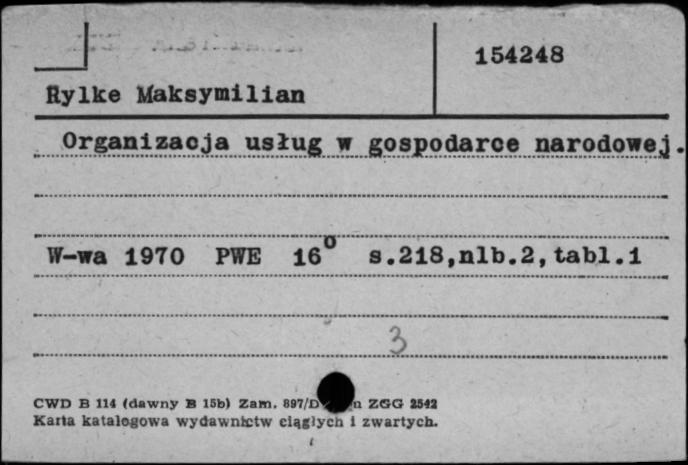 154248
Rylke Maksymilian
Organizacja usług w gospodarce narodowej.
W-wa 1970 PWE 16° s.218,nlb.2,tabl.1
3
CWD B 114 (dawny B 15b) Zam. 897/D n ZGG 2542
Karta katalogowa wydawnictw ciągłych i zwartych.